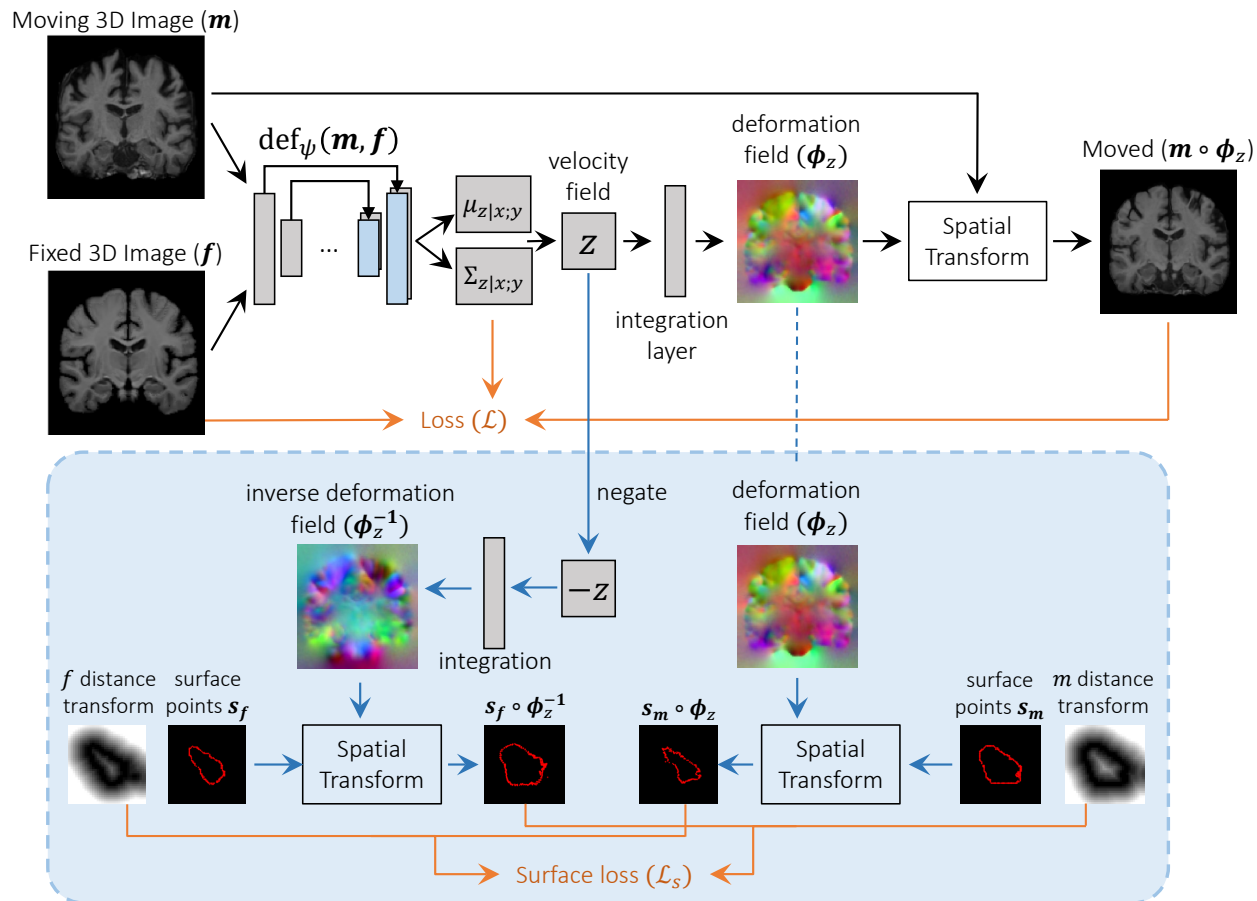 Moving 3D Image (m)
def_ψ(m, f)
deformation
field (ϕ_z)
Moved (m ∘ ϕ_z)
velocity
field
μ_{z|x;y}
Σ_{z|x;y}
...
z
Spatial
Transform
Fixed 3D Image (f)
integration
layer
Loss (ℒ)
inverse deformation
field (ϕ_z^{-1})
negate
deformation
field (ϕ_z)
−z
integration
f distance
transform
surface
points s_f
s_f ∘ ϕ_z^{-1}
s_m ∘ ϕ_z
surface
points s_m
m distance
transform
Spatial
Transform
Spatial
Transform
Surface loss (ℒ_s)